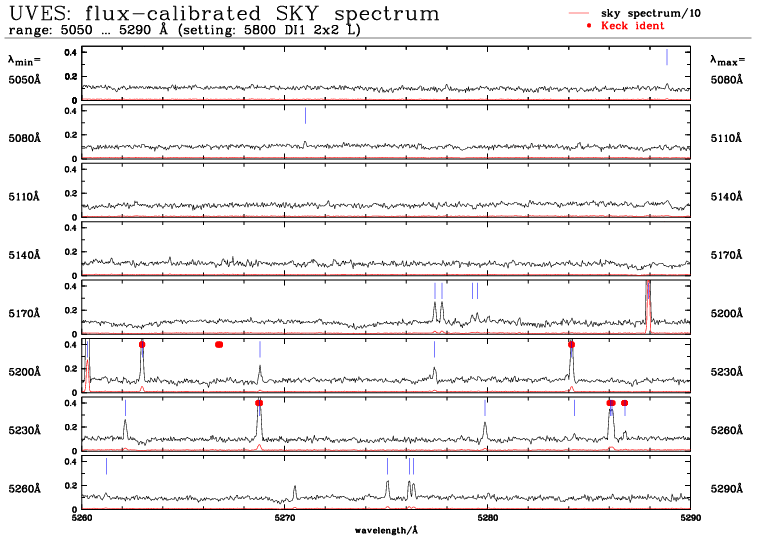 UVES: flux-calibrated SKY spectrum
range: 5050 ... 5290 Å (setting: 5800 DI1 2x2 L)
sky spectrum/10
Keck ident
λmin=
λmax=
0.4
0.2
0
5050Å
5080Å
0.4
0.2
0
5080Å
5110Å
0.4
0.2
0
5110Å
5140Å
0.4
0.2
0
5140Å
5170Å
0.4
0.2
0
5170Å
5200Å
0.4
0.2
0
5200Å
5230Å
0.4
0.2
0
5230Å
5260Å
0.4
0.2
0
5260Å
5290Å
5260
5270
5280
5290
wavelength/Å